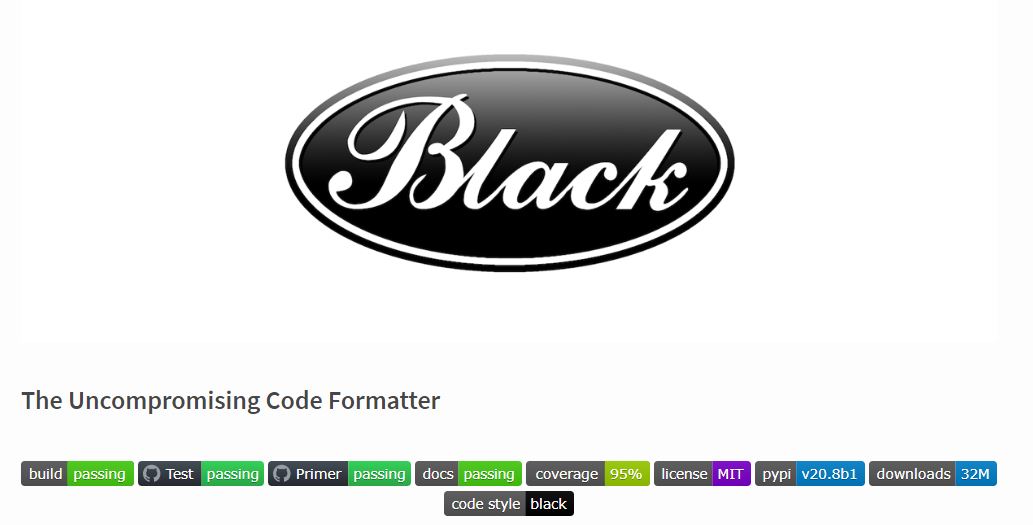 Black
The Uncompromising Code Formatter
build passing Test passing Primer passing docs passing coverage 95% license MIT pypi v20.8b1 downloads 32M
code style black